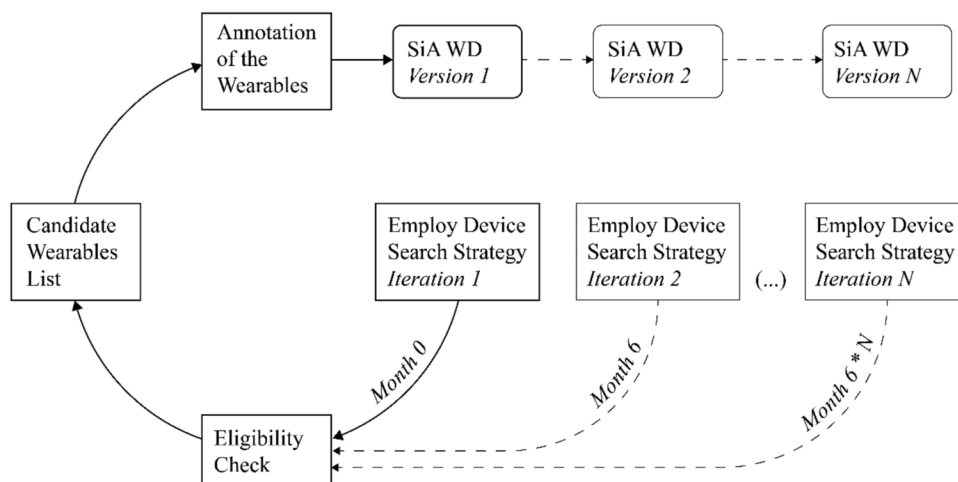 Annotation
of the
Wearables
SiA WD
Version 1
SiA WD
Version 2
SiA WD
Version N
Candidate
Wearables
List
Employ Device
Search Strategy
Iteration 1
Employ Device
Search Strategy
Iteration 2
(...)
Employ Device
Search Strategy
Iteration N
Month 0
Month 6
Month 6 * N
Eligibility
Check